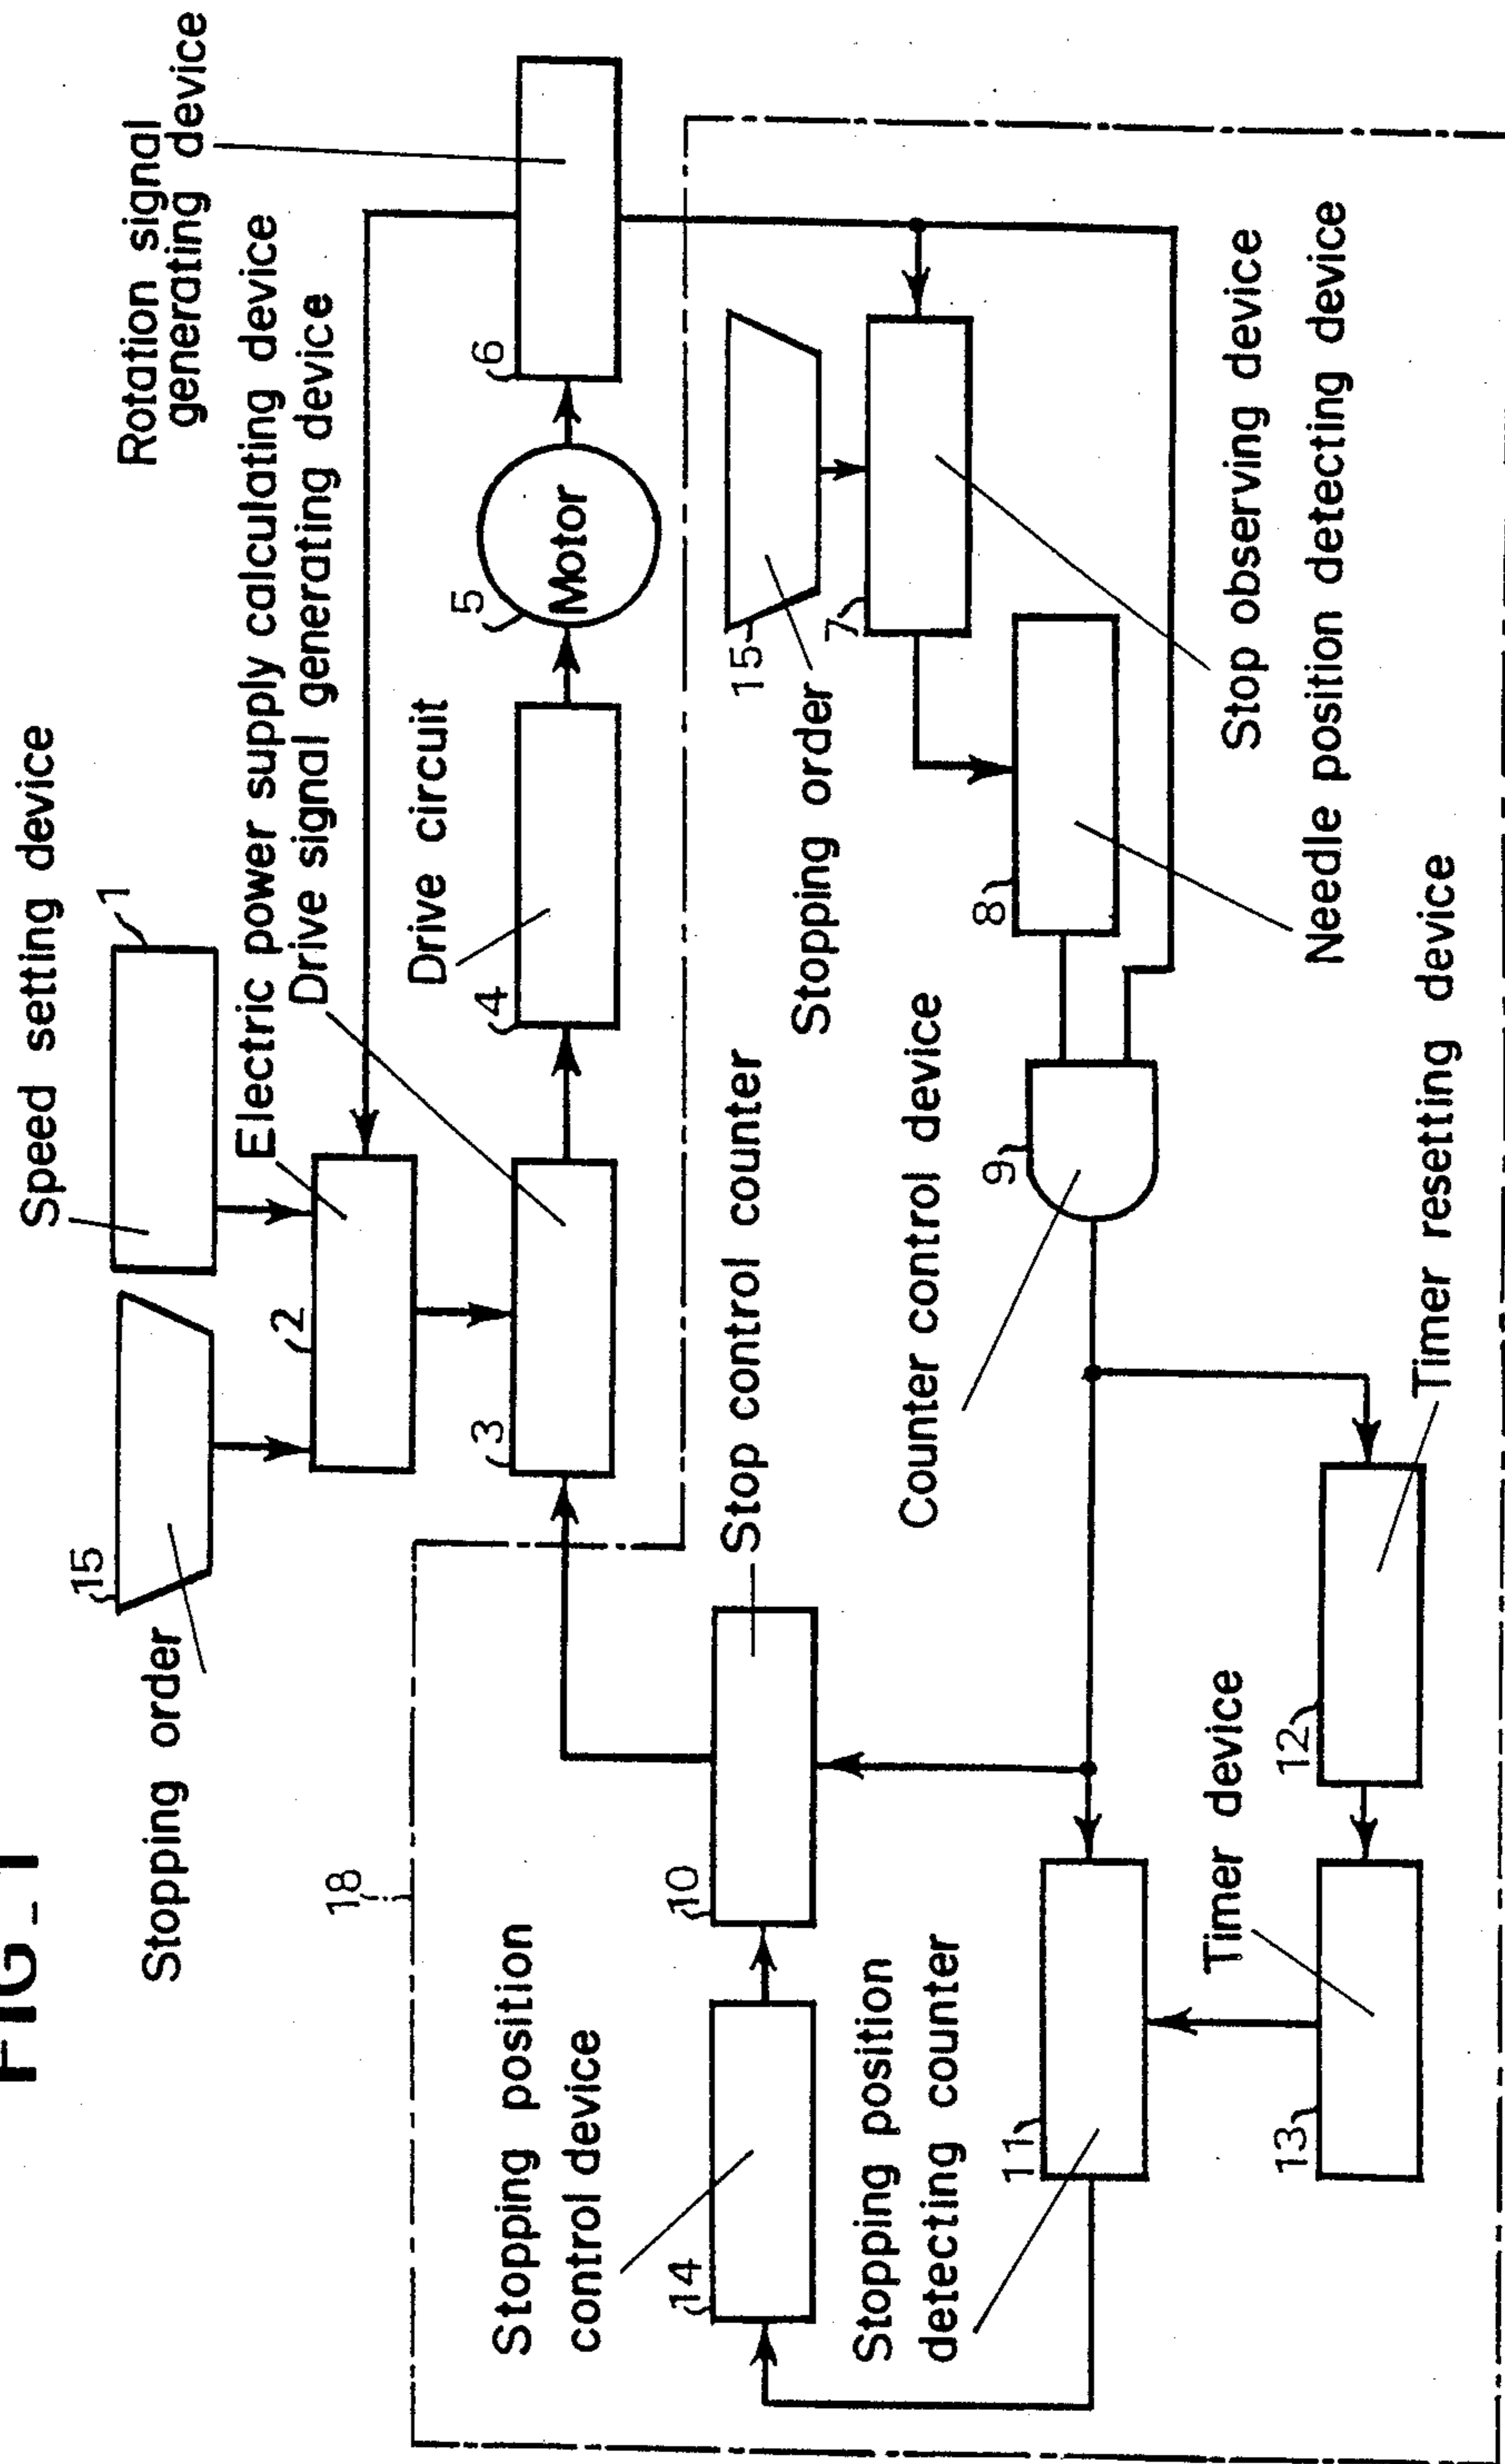 FIG_1
Stopping order
15
Speed setting device
1
2
Electric power supply calculating device
Drive signal generating device
Rotation signal
generating device
3
Drive circuit
4
5
Motor
6
18
Stopping position
control device
14
10
Stop control counter
15
Stopping order
7
Stopping position
detecting counter
11
Counter control device
9
8
Stop observing device
Needle position detecting device
Timer device
13
12
Timer resetting device